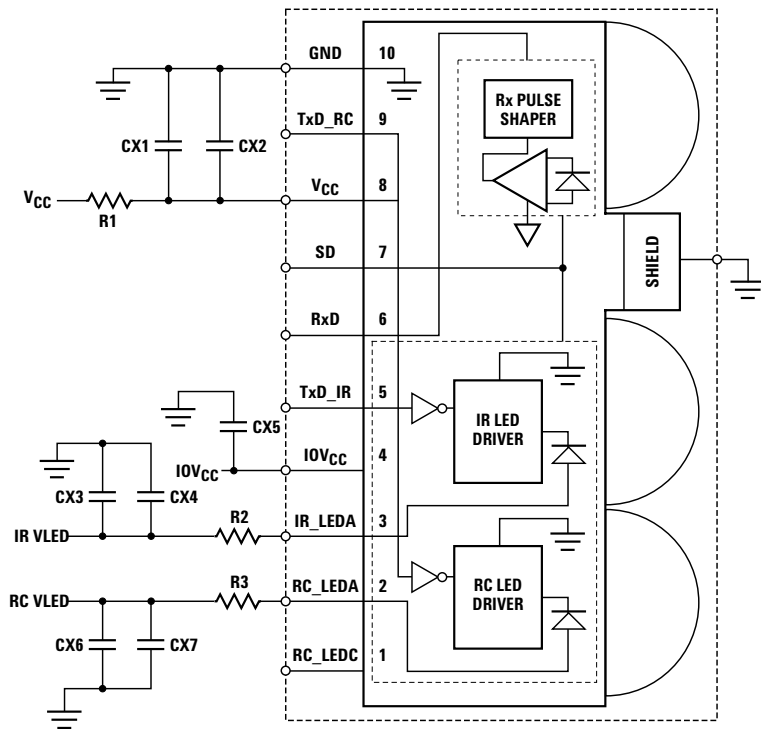 GND 10
TxD_RC 9
CX1 CX2
VCC R1 VCC 8
SD 7
RxD 6
Rx PULSE
SHAPER
SHIELD
TxD_IR 5
CX5
IOVCC IOVCC 4
IR LED
DRIVER
CX3 CX4
IR VLED R2 IR_LEDA 3
RC VLED R3 RC_LEDA 2
RC LED
DRIVER
CX6 CX7
RC_LEDC 1